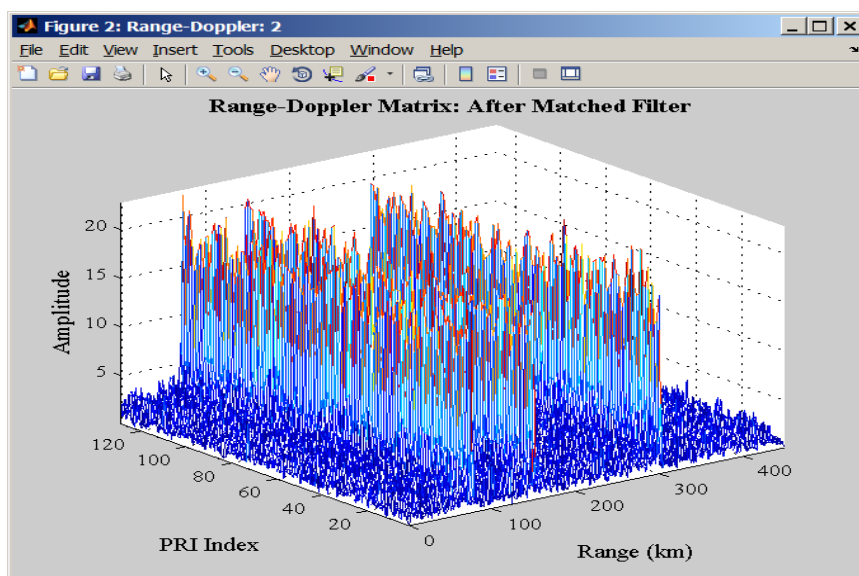 Figure 2: Range-Doppler: 2
File Edit View Insert Tools Desktop Window Help
Range-Doppler Matrix: After Matched Filter
20
15
10
5
Amplitude
120
100
80
60
40
20
PRI Index
0
100
200
300
400
Range (km)